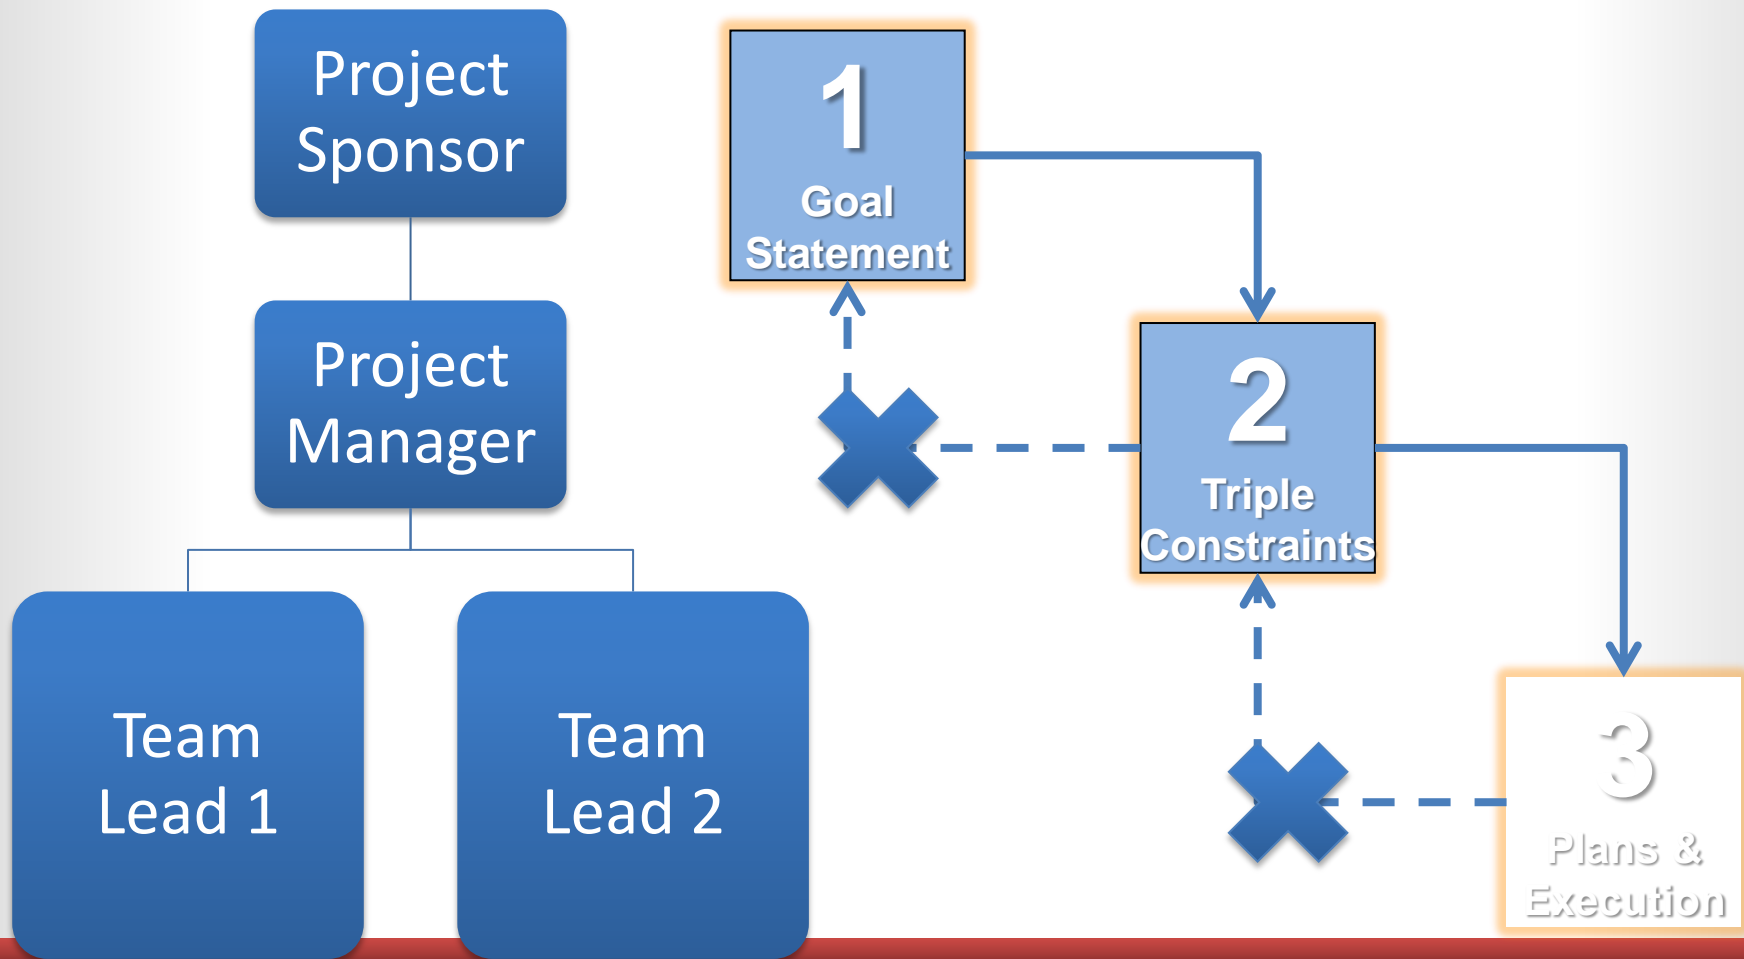 Project
Sponsor
Project
Manager
Team
Lead 1
Team
Lead 2
1
Goal
Statement
2
Triple
Constraints
3
Plans &
Execution